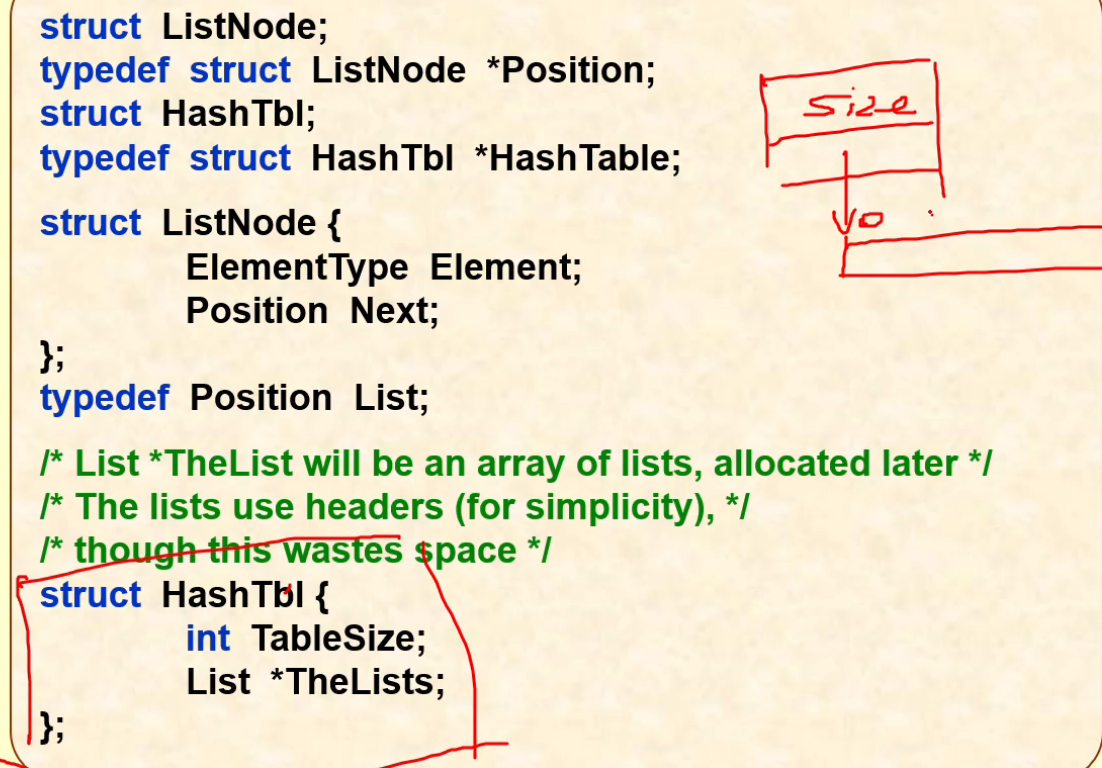 struct ListNode;
typedef struct ListNode *Position;
struct HashTbl;
typedef struct HashTbl *HashTable;
size
0
struct ListNode {
ElementType Element;
Position Next;
};
typedef Position List;
/* List *TheList will be an array of lists, allocated later */
/* The lists use headers (for simplicity), */
/* though this wastes space */
struct HashTbl {
int TableSize;
List *TheLists;
};